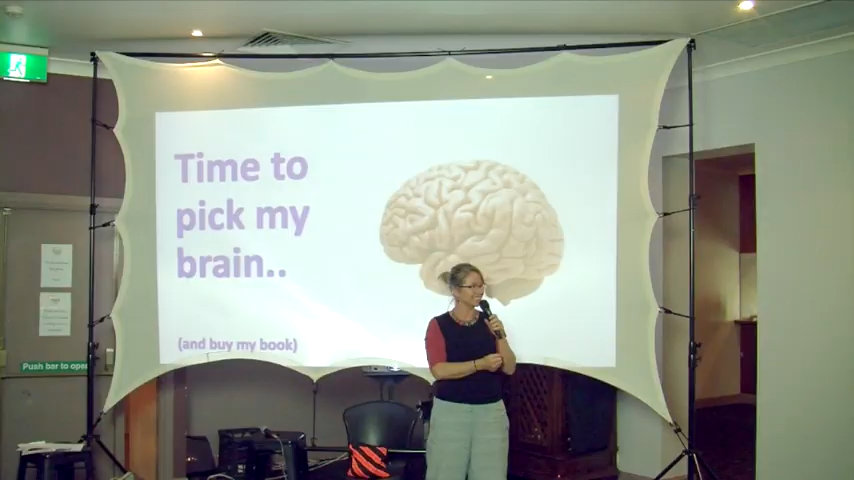 Time to
pick my
brain..
(and buy my book)
Push bar to open